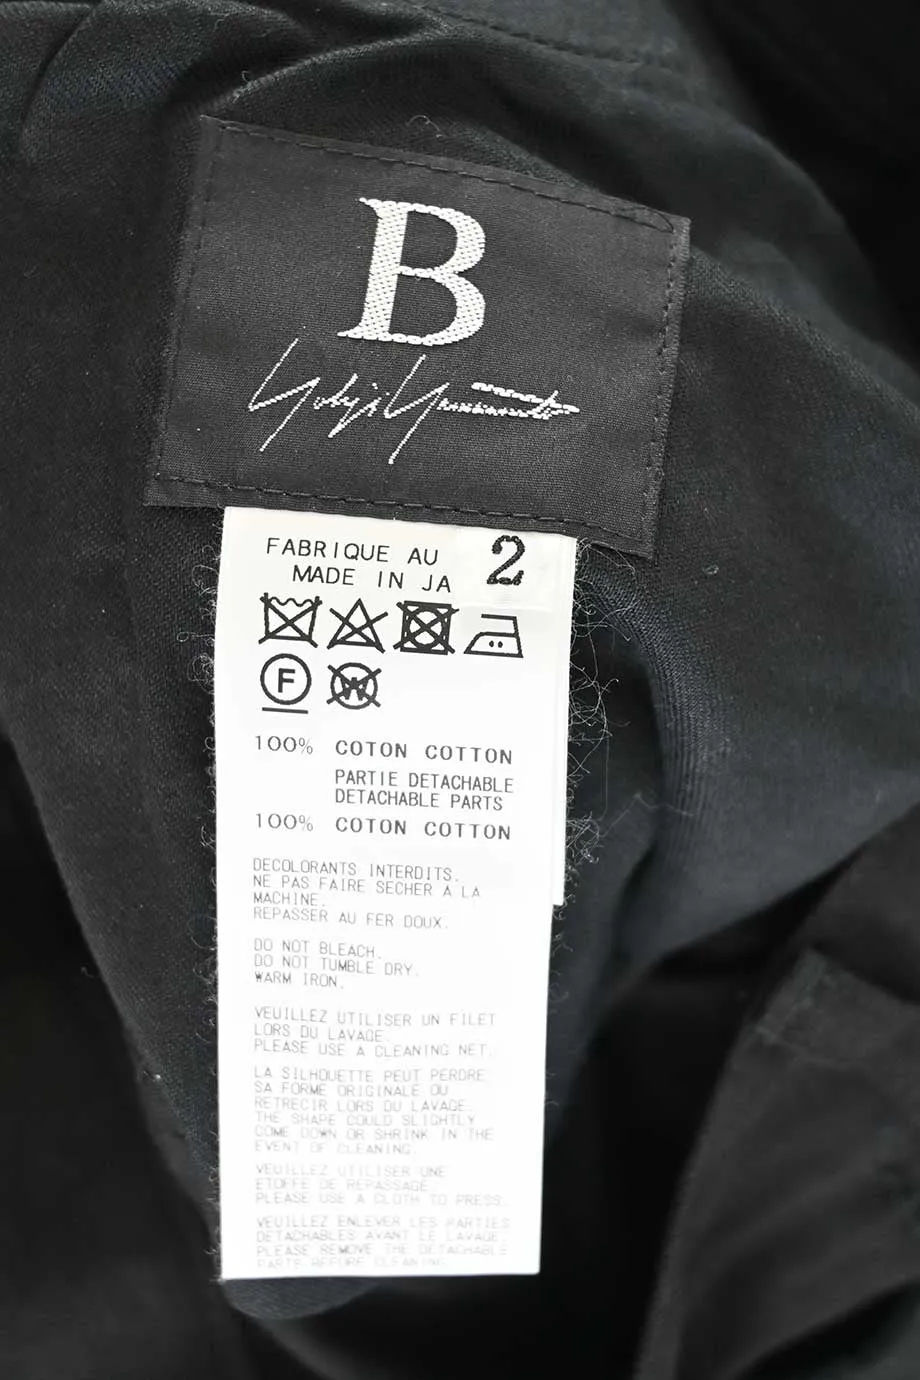 B
Yohji Yamamoto
FABRIQUE AU
2
MADE IN JA
F
W
100% COTON COTTON
PARTIE DETACHABLE
DETACHABLE PARTS
100% COTON COTTON
DECOLORANTS INTERDITS.
NE PAS FAIRE SECHER A LA
MACHINE.
REPASSER AU FER DOUX.
DO NOT BLEACH.
DO NOT TUMBLE DRY.
WARM IRON.
VEUILLEZ UTILISER UN FILET
LORS DU LAVAGE.
PLEASE USE A CLEANING NET.
LA SILHOUETTE PEUT PERDRE
SA FORME ORIGINALE OU
RETRECIR LORS DU LAVAGE.
THE SHAPE COULD SLIGHTLY
COME DOWN OR SHRINK IN THE
EVENT OF CLEANING.
VEUILLEZ UTILISER UNE
ETOFFE DE REPASSAGE.
PLEASE USE A CLOTH TO PRESS.
VEUILLEZ ENLEVER LES PARTIES
DETACHABLES AVANT LE LAVAGE.
PLEASE REMOVE THE DETACHABLE
PARTS BEFORE CLEANING.